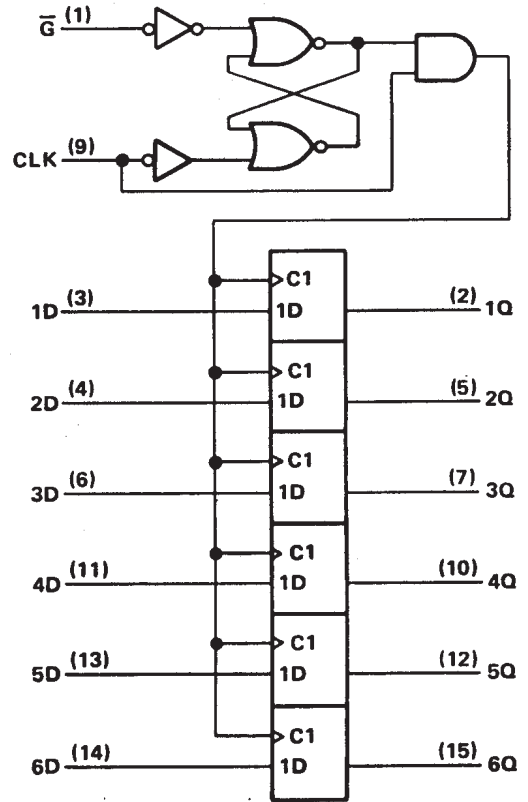 G̅ (1)
CLK (9)
C1
1D (3) 1D (2) 1Q
C1
2D (4) 1D (5) 2Q
C1
3D (6) 1D (7) 3Q
C1
4D (11) 1D (10) 4Q
C1
5D (13) 1D (12) 5Q
C1
6D (14) 1D (15) 6Q